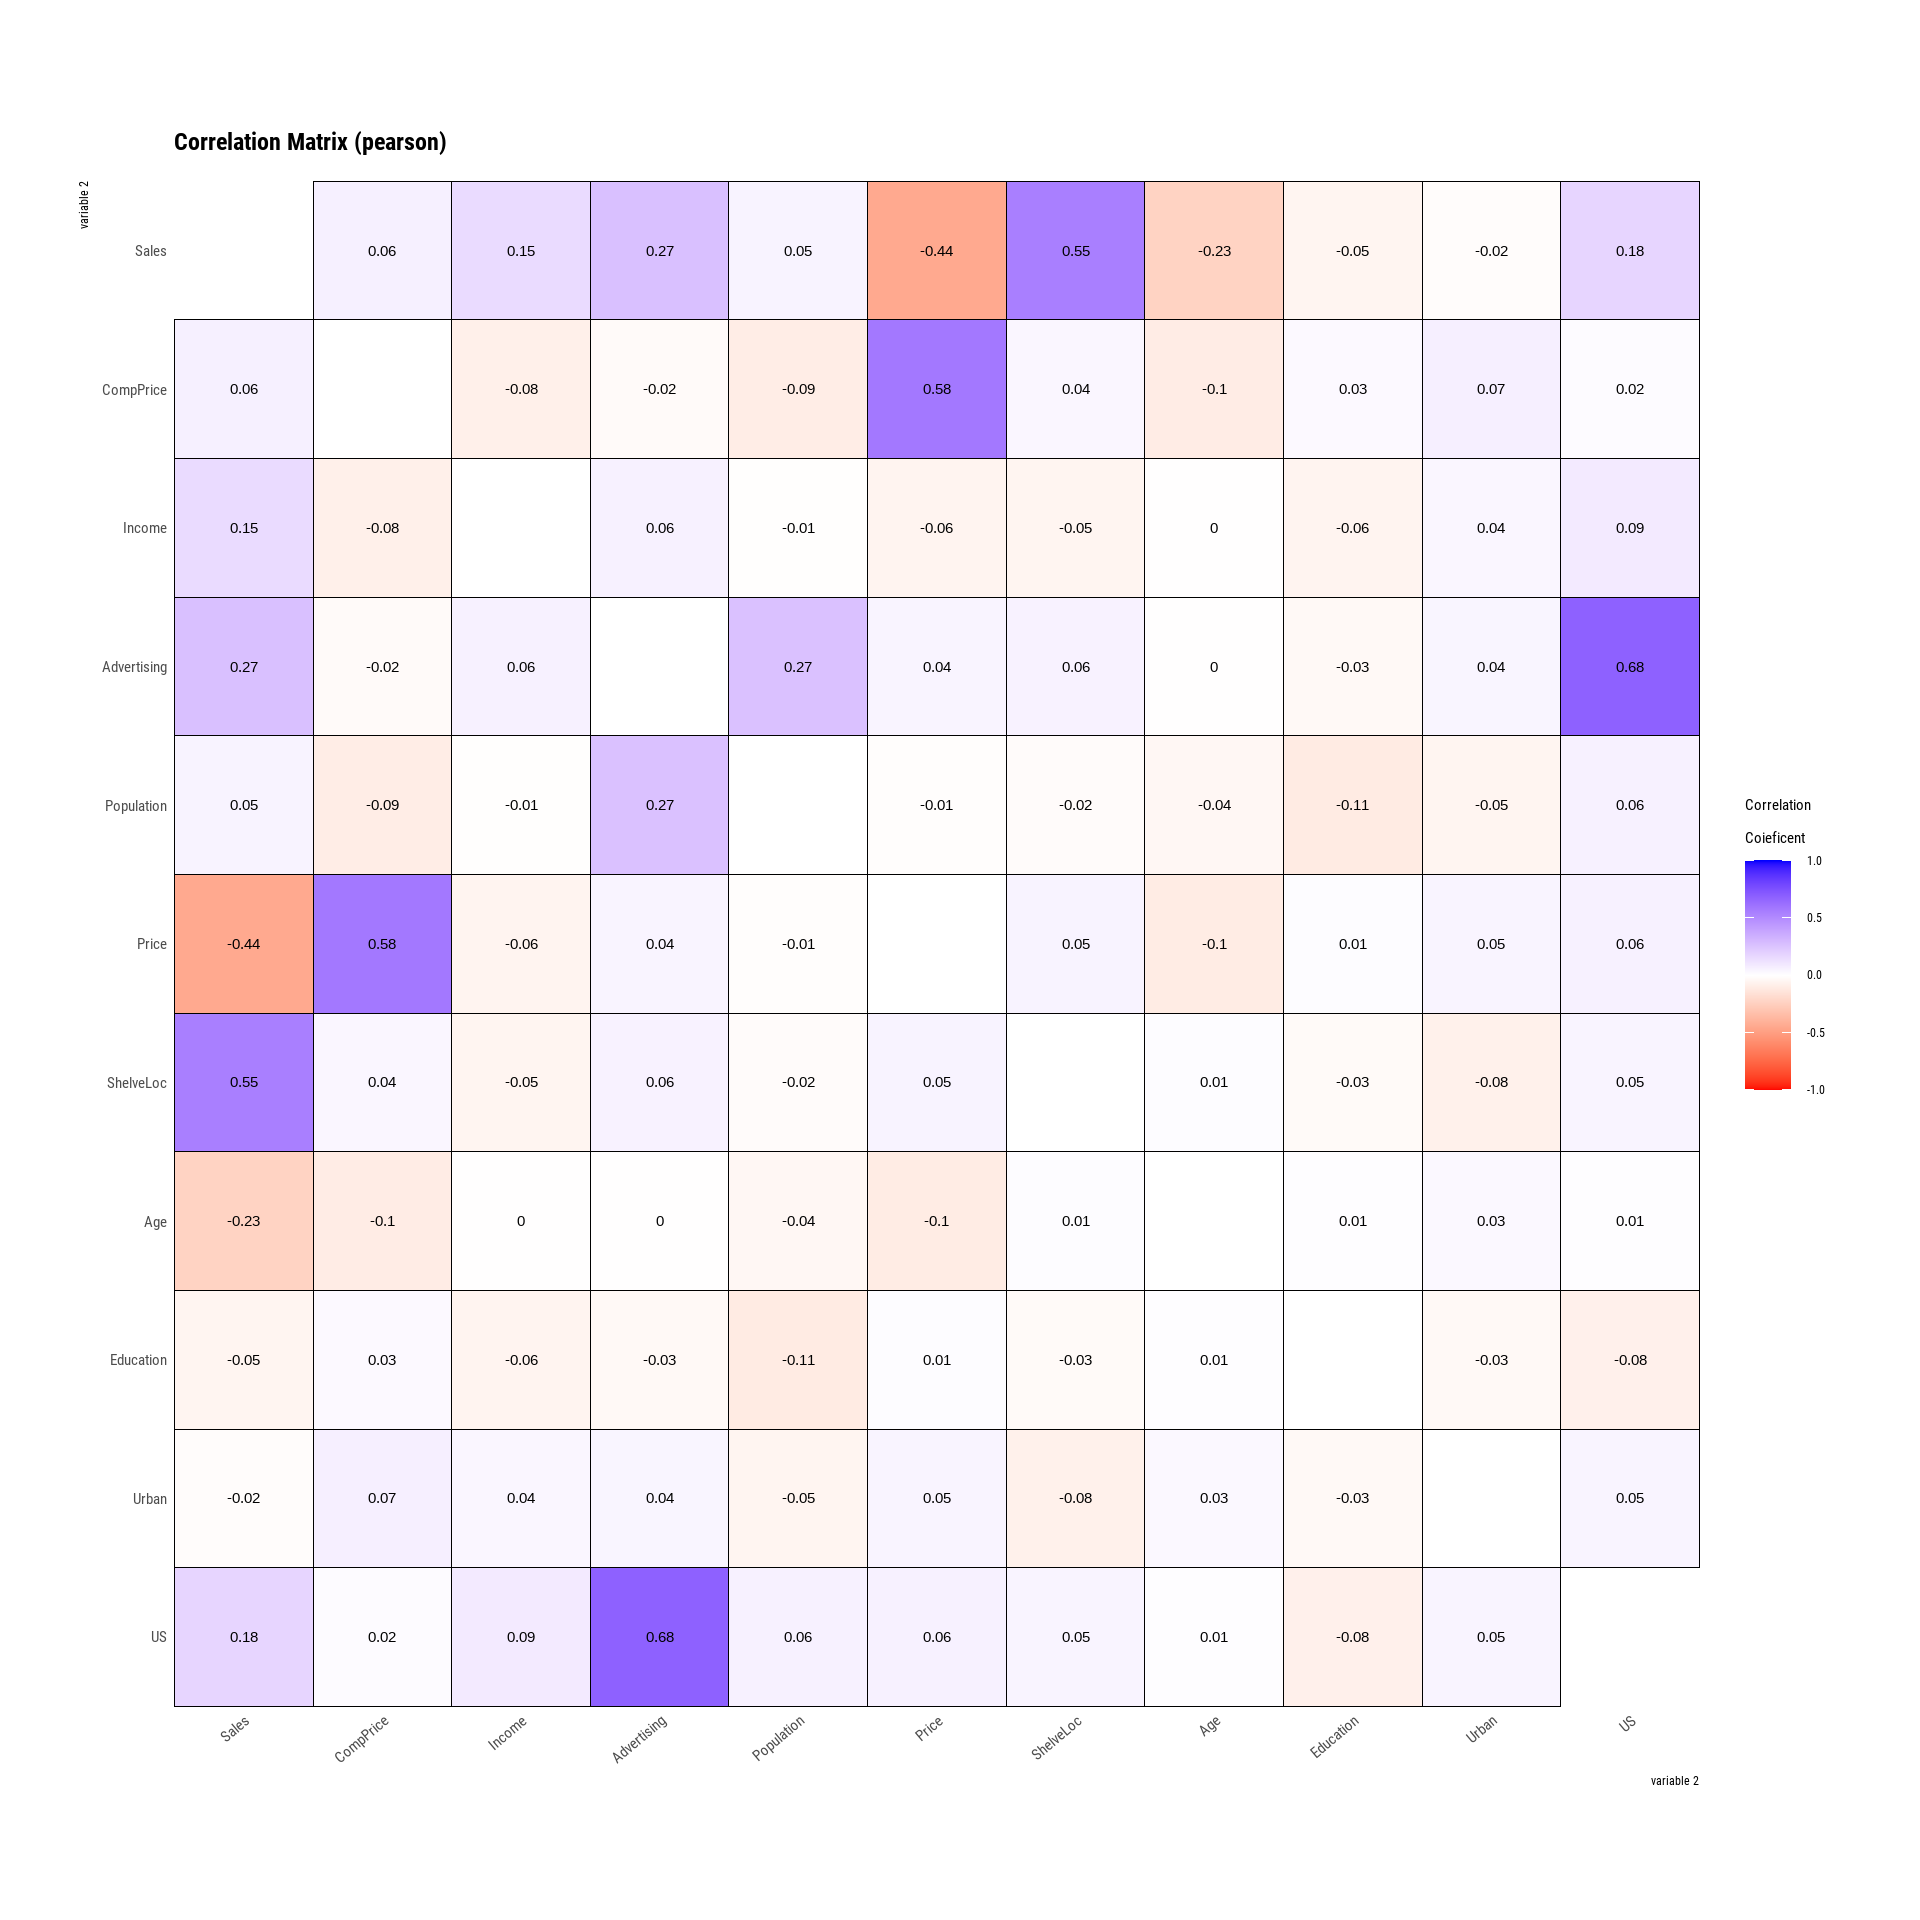 Correlation Matrix (pearson)
variable 2
Sales 0.06 0.15 0.27 0.05 -0.44 0.55 -0.23 -0.05 -0.02 0.18
CompPrice 0.06 -0.08 -0.02 -0.09 0.58 0.04 -0.1 0.03 0.07 0.02
Income 0.15 -0.08 0.06 -0.01 -0.06 -0.05 0 -0.06 0.04 0.09
Advertising 0.27 -0.02 0.06 0.27 0.04 0.06 0 -0.03 0.04 0.68
Population 0.05 -0.09 -0.01 0.27 -0.01 -0.02 -0.04 -0.11 -0.05 0.06
Price -0.44 0.58 -0.06 0.04 -0.01 0.05 -0.1 0.01 0.05 0.06
ShelveLoc 0.55 0.04 -0.05 0.06 -0.02 0.05 0.01 -0.03 -0.08 0.05
Age -0.23 -0.1 0 0 -0.04 -0.1 0.01 0.01 0.03 0.01
Education -0.05 0.03 -0.06 -0.03 -0.11 0.01 -0.03 0.01 -0.03 -0.08
Urban -0.02 0.07 0.04 0.04 -0.05 0.05 -0.08 0.03 -0.03 0.05
US 0.18 0.02 0.09 0.68 0.06 0.06 0.05 0.01 -0.08 0.05
Sales CompPrice Income Advertising Population Price ShelveLoc Age Education Urban US
variable 2
Correlation
Coieficent
1.0
0.5
0.0
-0.5
-1.0